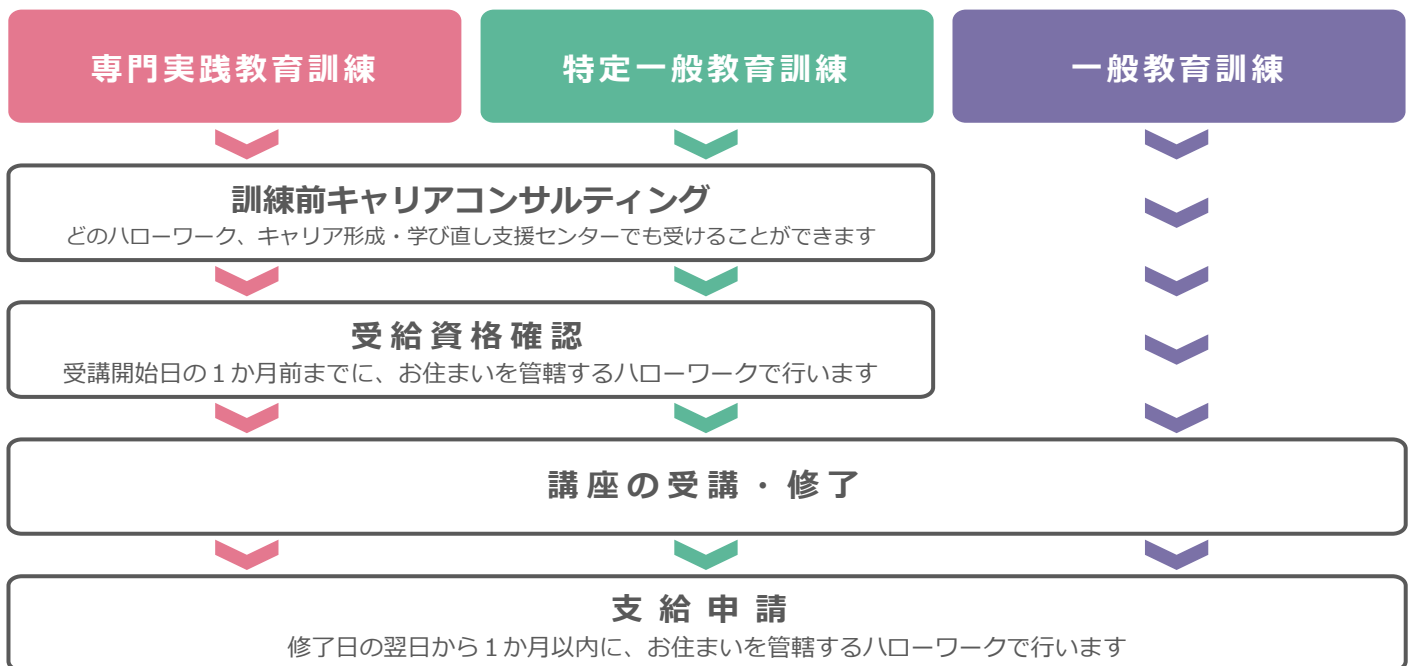 専門実践教育訓練
特定一般教育訓練
一般教育訓練
訓練前キャリアコンサルティング
どのハローワーク、キャリア形成・学び直し支援センターでも受けることができます
受給資格確認
受講開始日の１か月前までに、お住まいを管轄するハローワークで行います
講座の受講・修了
支給申請
修了日の翌日から１か月以内に、お住まいを管轄するハローワークで行います